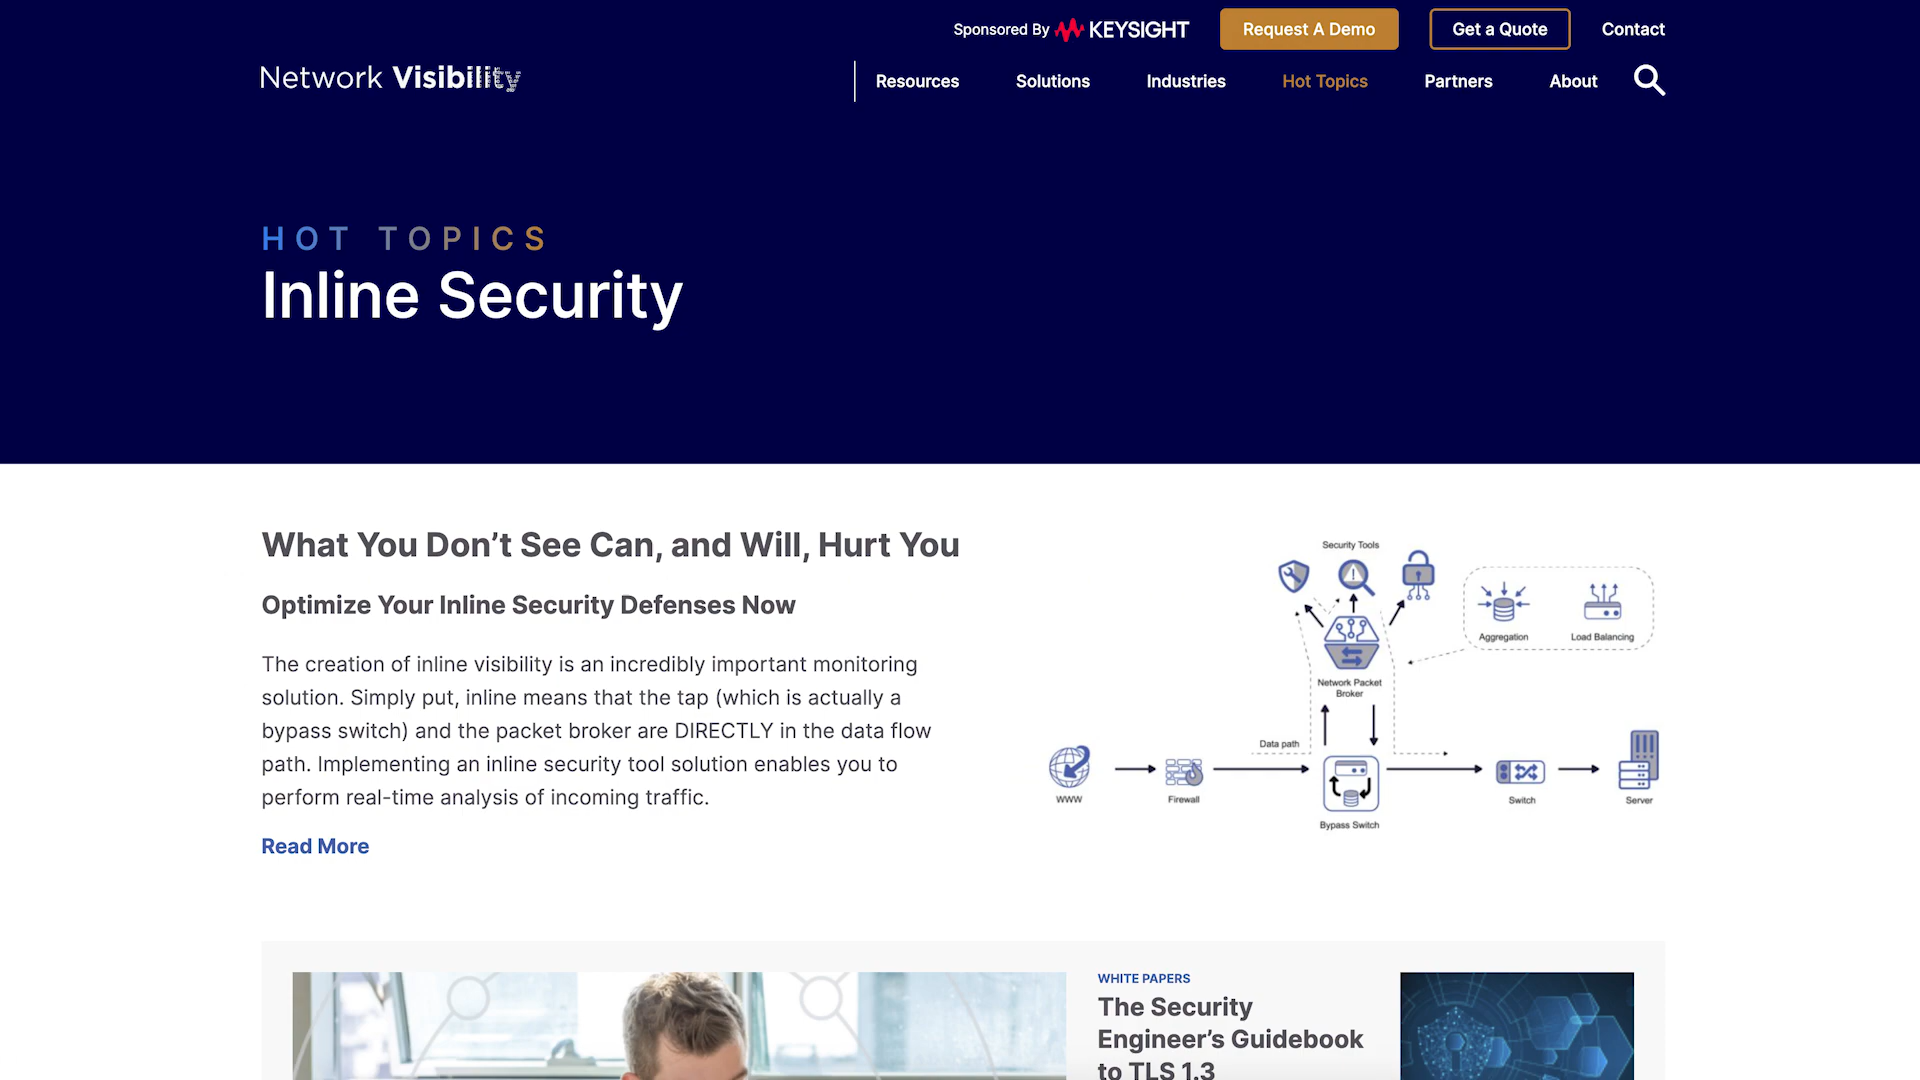 Sponsored By KEYSIGHT
Request A Demo
Get a Quote
Contact
Network Visibility
Resources
Solutions
Industries
Hot Topics
Partners
About
HOT TOPICS
Inline Security
What You Don’t See Can, and Will, Hurt You
Optimize Your Inline Security Defenses Now
The creation of inline visibility is an incredibly important monitoring
solution. Simply put, inline means that the tap (which is actually a
bypass switch) and the packet broker are DIRECTLY in the data flow
path. Implementing an inline security tool solution enables you to
perform real-time analysis of incoming traffic.
Read More
Security Tools
Aggregation
Load Balancing
Network Packet
Broker
Data path
WWW
Firewall
Bypass Switch
Switch
Server
WHITE PAPERS
The Security
Engineer’s Guidebook
to TLS 1.3